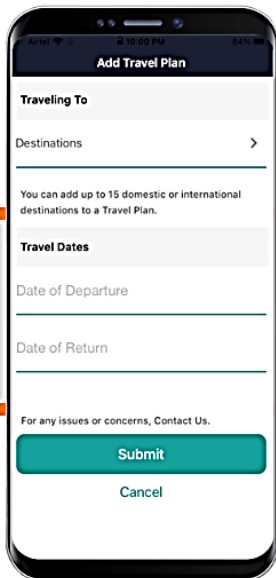 Airtel 10:00 PM 84%
Add Travel Plan
Traveling To
Destinations
You can add up to 15 domestic or international
destinations to a Travel Plan.
Travel Dates
Date of Departure
Date of Return
For any issues or concerns, Contact Us.
Submit
Cancel